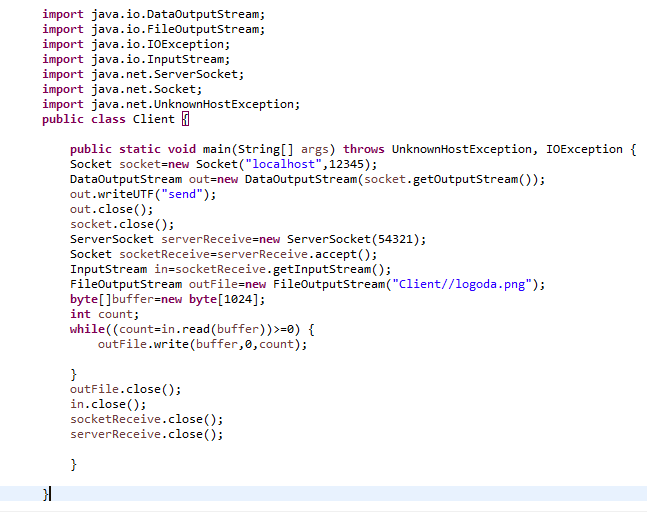 import java.io.DataOutputStream;
import java.io.FileOutputStream;
import java.io.IOException;
import java.io.InputStream;
import java.net.ServerSocket;
import java.net.Socket;
import java.net.UnknownHostException;
public class Client {
public static void main(String[] args) throws UnknownHostException, IOException {
Socket socket=new Socket("localhost",12345);
DataOutputStream out=new DataOutputStream(socket.getOutputStream());
out.writeUTF("send");
out.close();
socket.close();
ServerSocket serverReceive=new ServerSocket(54321);
Socket socketReceive=serverReceive.accept();
InputStream in=socketReceive.getInputStream();
FileOutputStream outFile=new FileOutputStream("Client//logoda.png");
byte[]buffer=new byte[1024];
int count;
while((count=in.read(buffer))>=0) {
outFile.write(buffer,0,count);
}
outFile.close();
in.close();
socketReceive.close();
serverReceive.close();
}
}